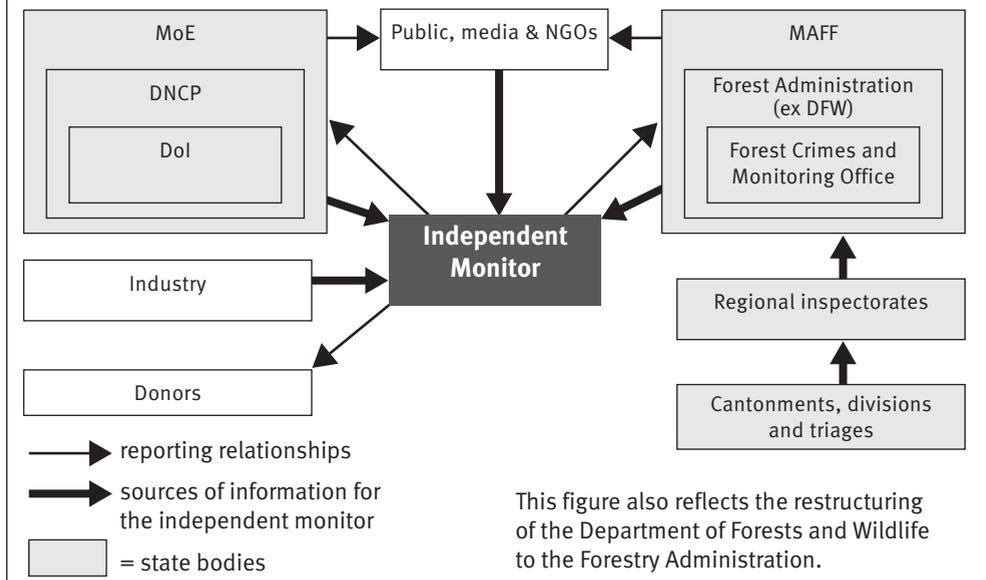 MoE
DNCP
DoI
Public, media & NGOs
MAFF
Forest Administration
(ex DFW)
Forest Crimes and
Monitoring Office
Independent
Monitor
Industry
Donors
Regional inspectorates
Cantonments, divisions
and triages
reporting relationships
sources of information for
the independent monitor
= state bodies
This figure also reflects the restructuring
of the Department of Forests and Wildlife
to the Forestry Administration.